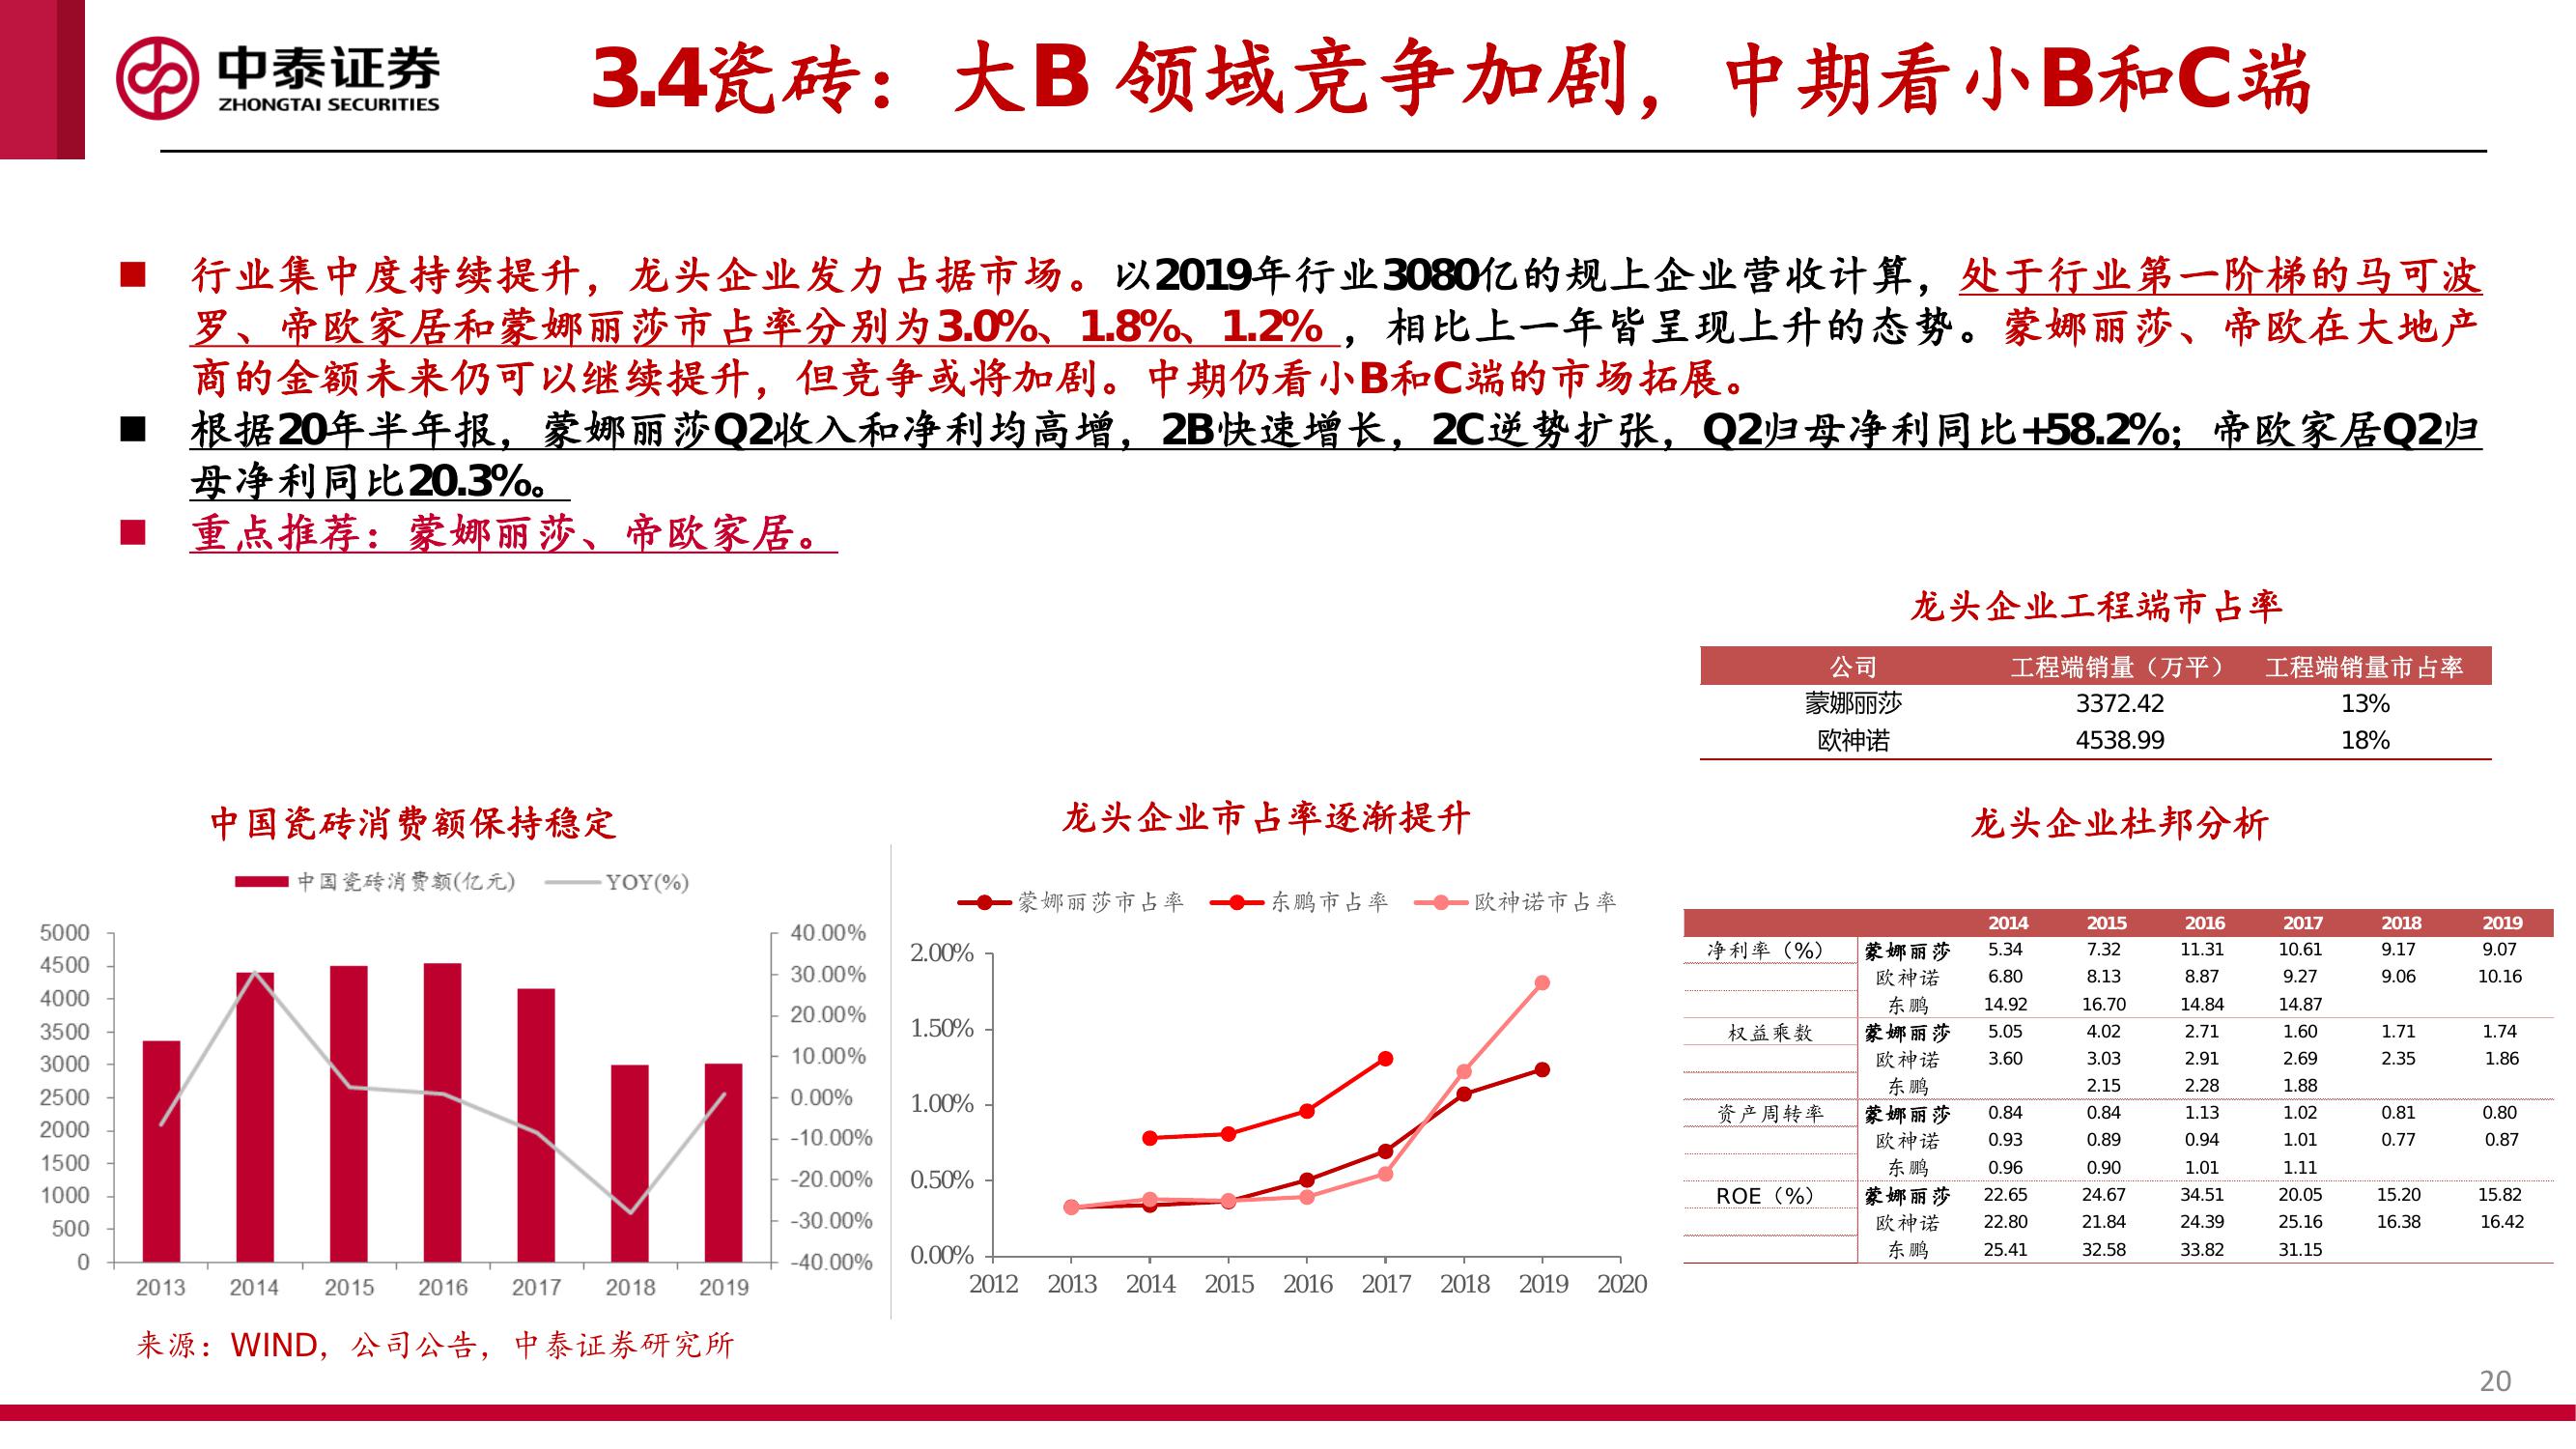 中泰证券
ZHONGTAI SECURITIES
3.4瓷砖：大B 领域竞争加剧，中期看小B和C端
■ 行业集中度持续提升，龙头企业发力占据市场。以2019年行业3080亿的规上企业营收计算，处于行业第一阶梯的马可波
罗、帝欧家居和蒙娜丽莎市占率分别为3.0%、1.8%、1.2% ，相比上一年皆呈现上升的态势。蒙娜丽莎、帝欧在大地产
商的金额未来仍可以继续提升，但竞争或将加剧。中期仍看小B和C端的市场拓展。
■ 根据20年半年报，蒙娜丽莎Q2收入和净利均高增，2B快速增长，2C逆势扩张，Q2归母净利同比+58.2%；帝欧家居Q2归
母净利同比20.3%。
■ 重点推荐：蒙娜丽莎、帝欧家居。
龙头企业工程端市占率
公司 工程端销量（万平） 工程端销量市占率
蒙娜丽莎 3372.42 13%
欧神诺 4538.99 18%
中国瓷砖消费额保持稳定
中国瓷砖消费额(亿元) YOY(%)
5000 40.00%
4500 30.00%
4000 20.00%
3500 10.00%
3000 0.00%
2500 -10.00%
2000 -20.00%
1500 -30.00%
1000 -40.00%
500
0
2013 2014 2015 2016 2017 2018 2019
龙头企业市占率逐渐提升
蒙娜丽莎市占率 东鹏市占率 欧神诺市占率
2.00%
1.50%
1.00%
0.50%
0.00%
2012 2013 2014 2015 2016 2017 2018 2019 2020
龙头企业杜邦分析
2014 2015 2016 2017 2018 2019
净利率（%） 蒙娜丽莎 5.34 7.32 11.31 10.61 9.17 9.07
欧神诺 6.80 8.13 8.87 9.27 9.06 10.16
东鹏 14.92 16.70 14.84 14.87
权益乘数 蒙娜丽莎 5.05 4.02 2.71 1.60 1.71 1.74
欧神诺 3.60 3.03 2.91 2.69 2.35 1.86
东鹏 2.15 2.28 1.88
资产周转率 蒙娜丽莎 0.84 0.84 1.13 1.02 0.81 0.80
欧神诺 0.93 0.89 0.94 1.01 0.77 0.87
东鹏 0.96 0.90 1.01 1.11
ROE（%） 蒙娜丽莎 22.65 24.67 34.51 20.05 15.20 15.82
欧神诺 22.80 21.84 24.39 25.16 16.38 16.42
东鹏 25.41 32.58 33.82 31.15
来源：WIND，公司公告，中泰证券研究所
20